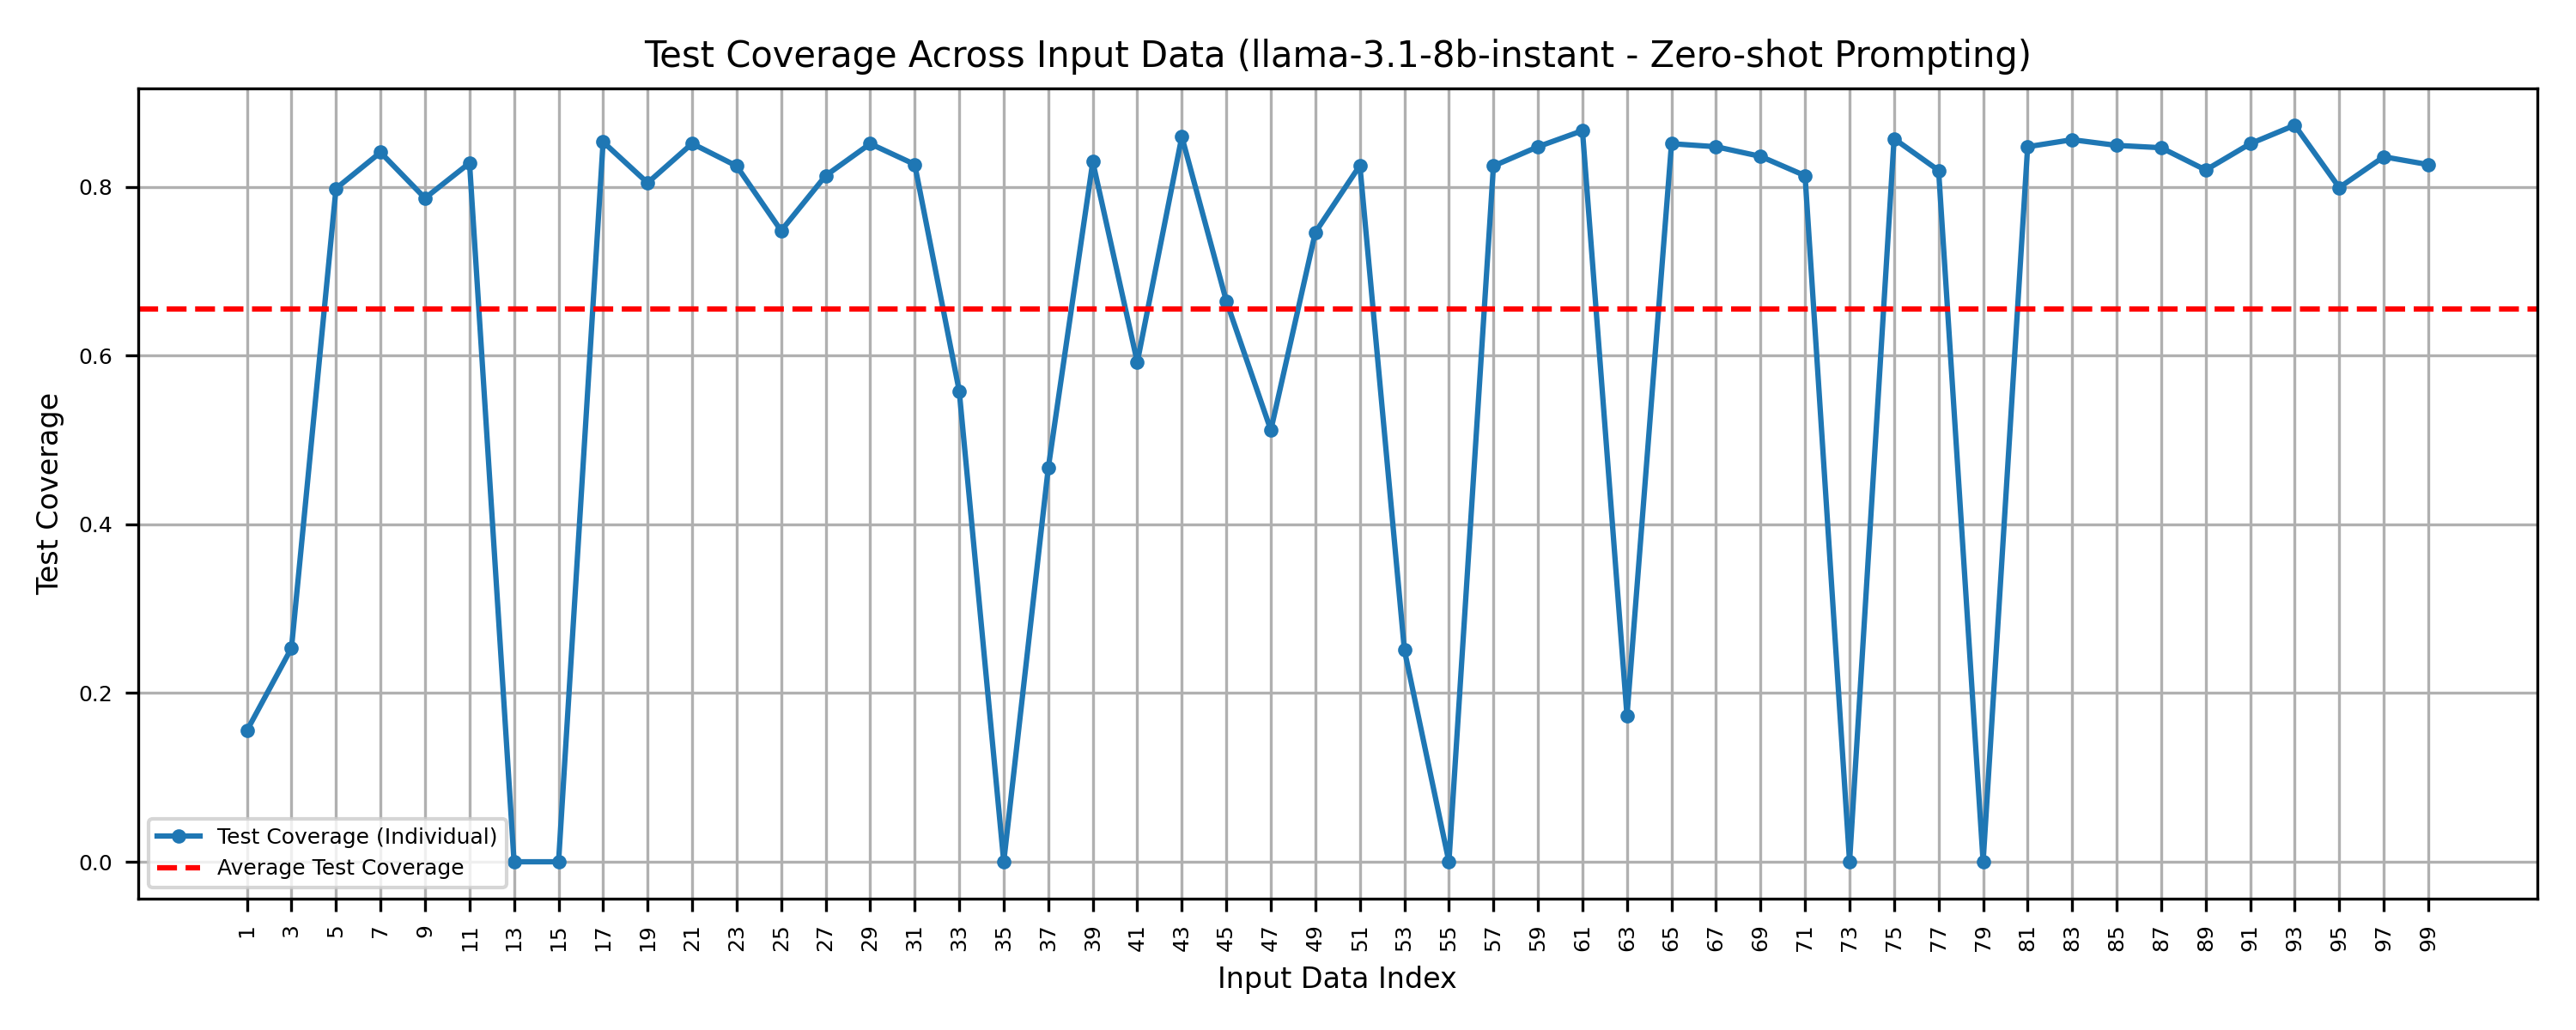 Test Coverage Across Input Data (llama-3.1-8b-instant - Zero-shot Prompting)
Test Coverage
0.8
0.6
0.4
0.2
0.0
Test Coverage (Individual)
Average Test Coverage
1 3 5 7 9 11 13 15 17 19 21 23 25 27 29 31 33 35 37 39 41 43 45 47 49 51 53 55 57 59 61 63 65 67 69 71 73 75 77 79 81 83 85 87 89 91 93 95 97 99
Input Data Index